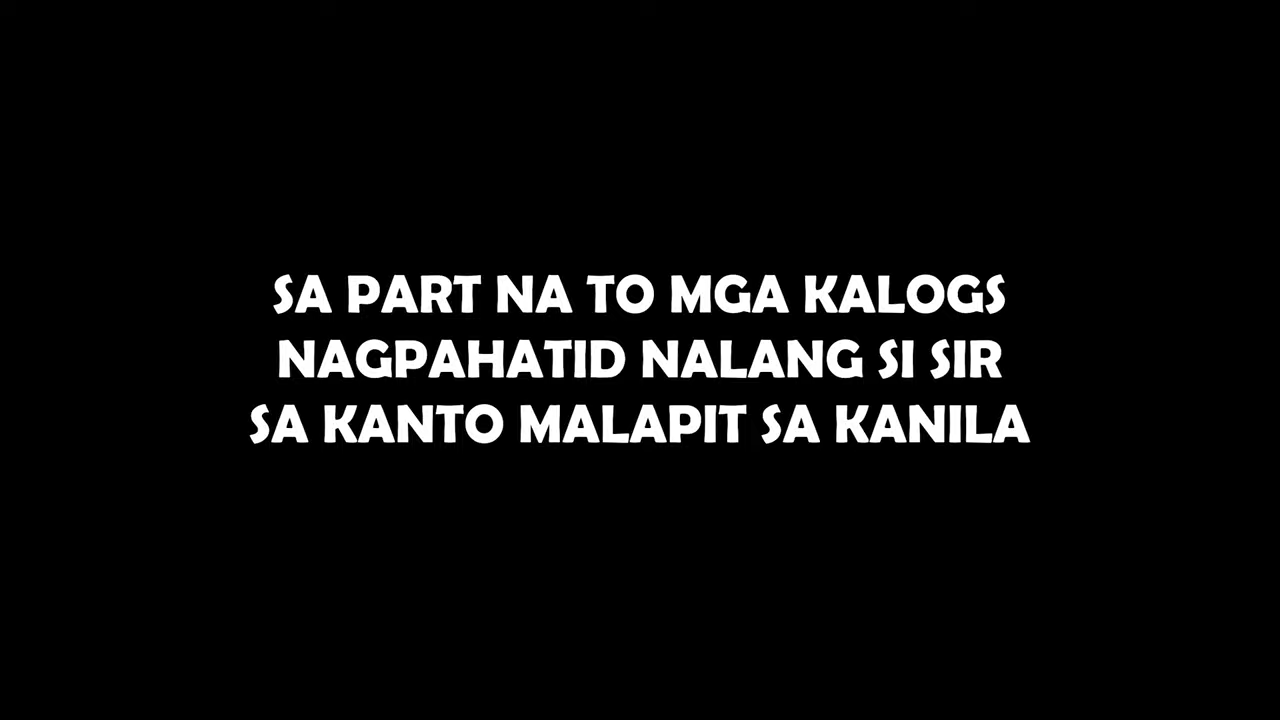 SA PART NA TO MGA KALOGS
NAGPAHATID NALANG SI SIR
SA KANTO MALAPIT SA KANILA